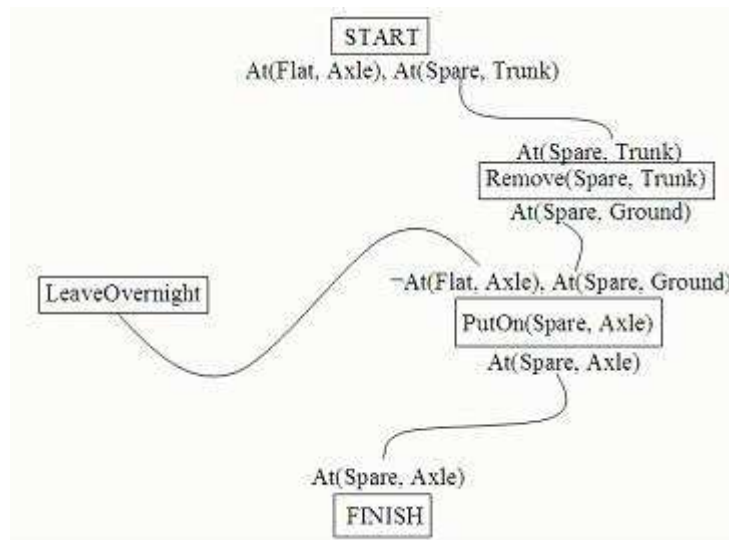 START
At(Flat, Axle), At(Spare, Trunk)
At(Spare, Trunk)
Remove(Spare, Trunk)
At(Spare, Ground)
¬At(Flat, Axle), At(Spare, Ground)
LeaveOvernight
PutOn(Spare, Axle)
At(Spare, Axle)
At(Spare, Axle)
FINISH